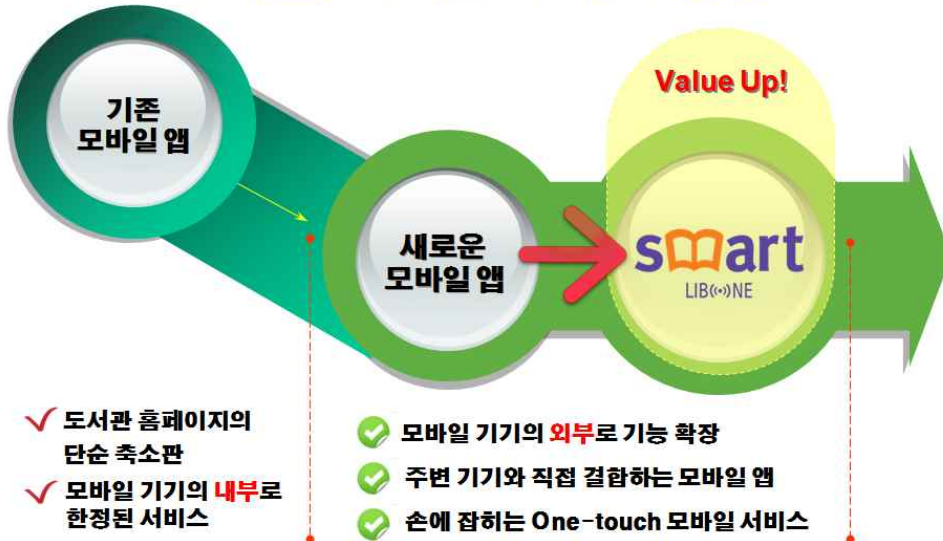 Value Up!
기존
모바일 앱
새로운
모바일 앱
smart
LIB((•))NE
도서관 홈페이지의
단순 축소판
모바일 기기의 내부로
한정된 서비스
모바일 기기의 외부로 기능 확장
주변 기기와 직접 결합하는 모바일 앱
손에 잡히는 One-touch 모바일 서비스